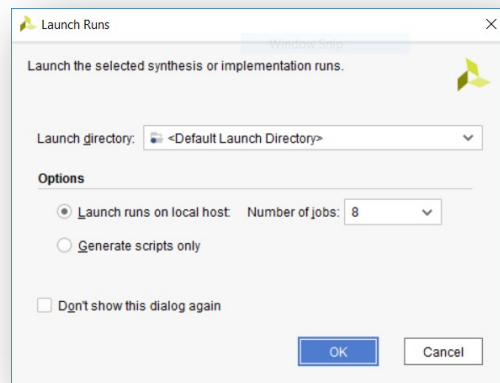 Launch Runs
Window Snip
Launch the selected synthesis or implementation runs.
Launch directory: <Default Launch Directory>
Options
Launch runs on local host: Number of jobs: 8
Generate scripts only
Don't show this dialog again
OK Cancel